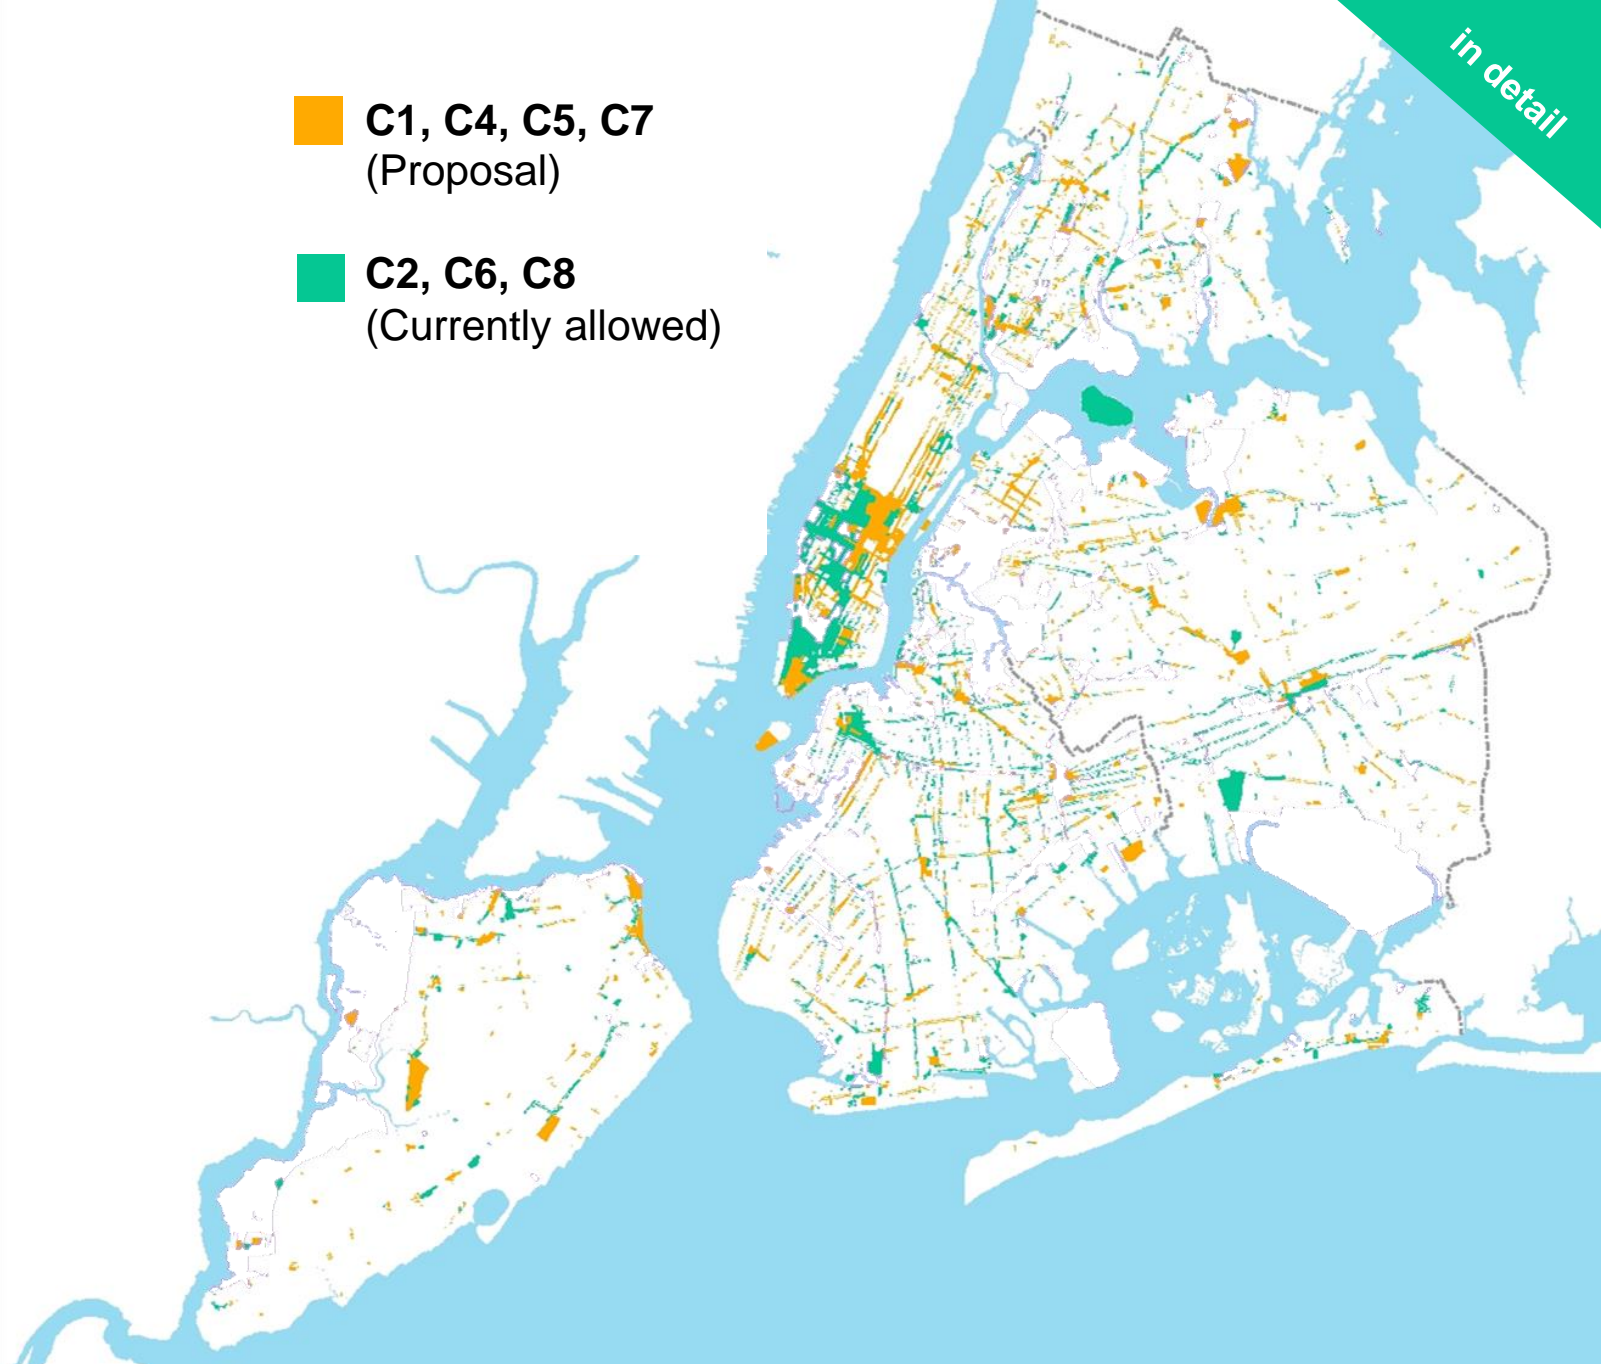 C1, C4, C5, C7
(Proposal)
C2, C6, C8
(Currently allowed)
in detail